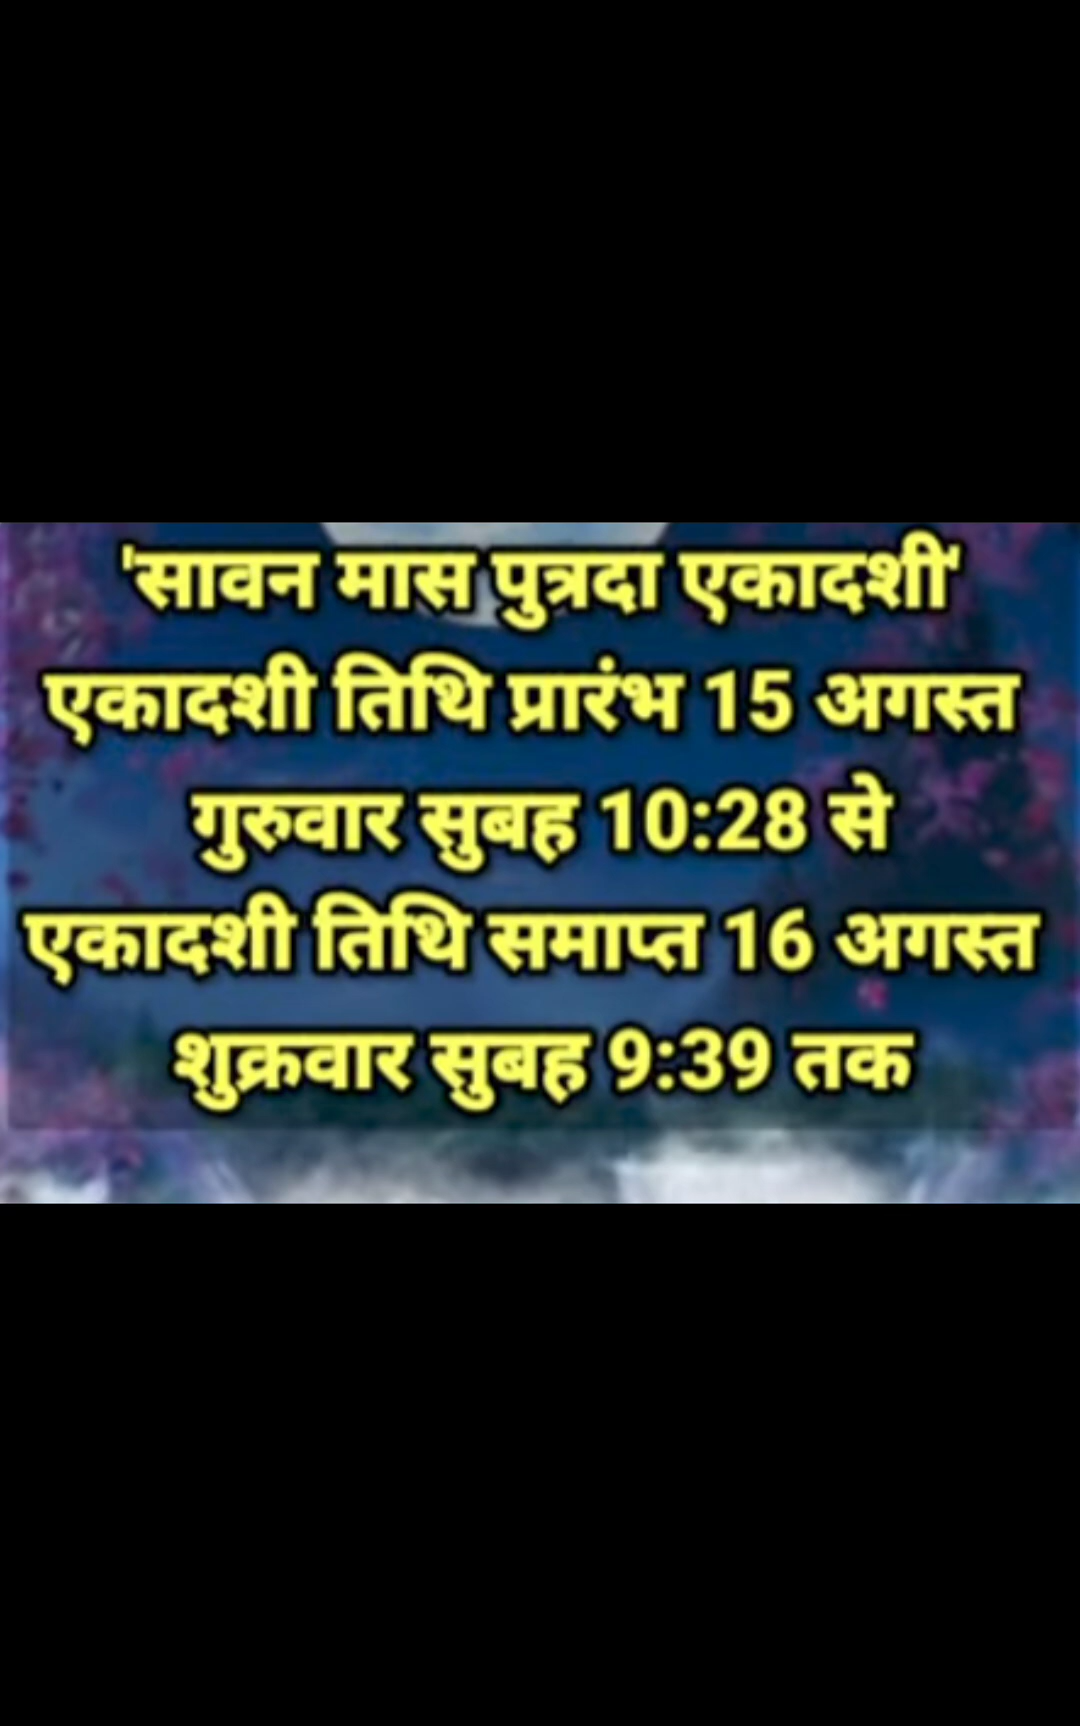 'सावन मास पुत्रदा एकादशी'
एकादशी तिथि प्रारंभ 15 अगस्त
गुरुवार सुबह 10:28 से
एकादशी तिथि समाप्त 16 अगस्त
शुक्रवार सुबह 9:39 तक